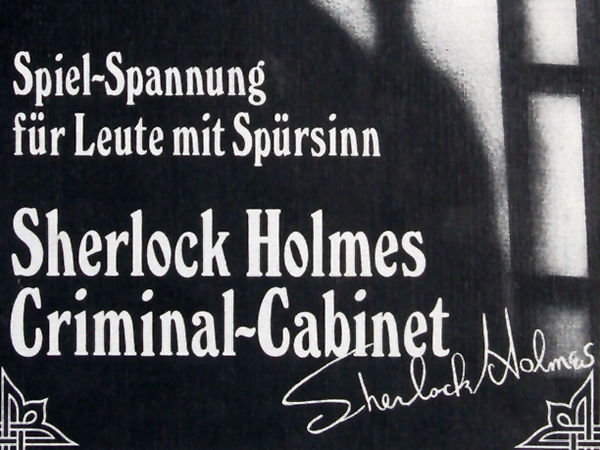 Spiel-Spannung
für Leute mit Spürsinn
Sherlock Holmes
Criminal-Cabinet
Sherlock Holmes